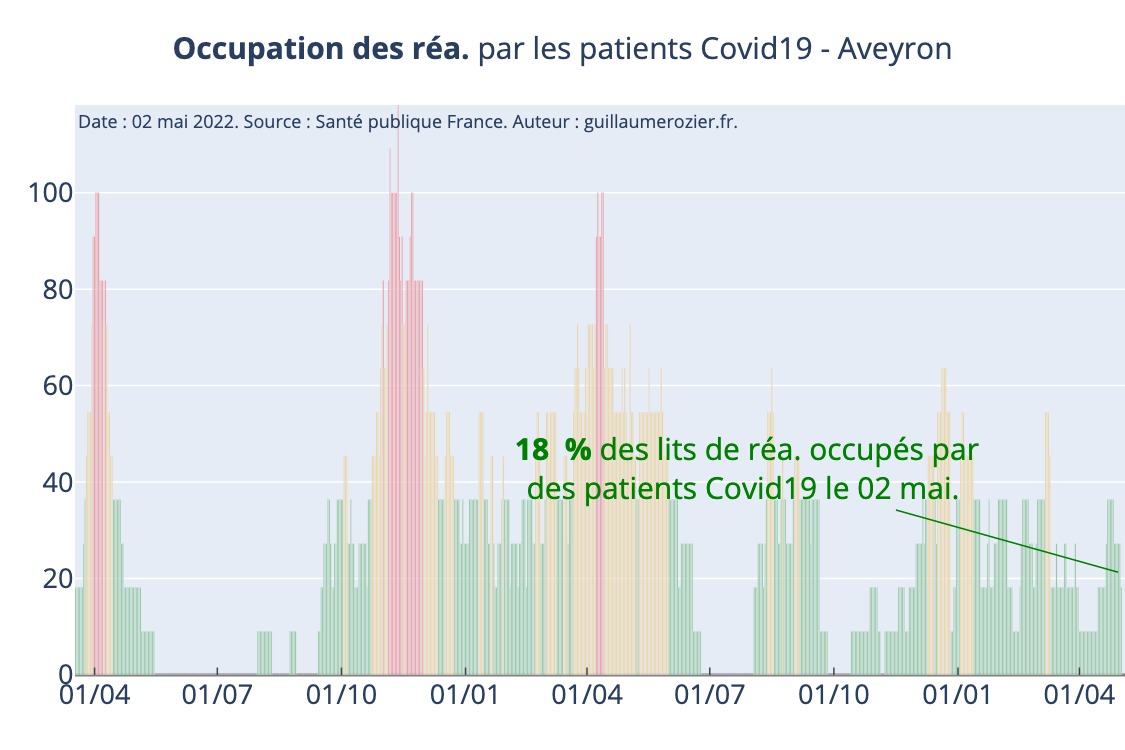 Occupation des réa. par les patients Covid19 - Aveyron
Date : 02 mai 2022. Source : Santé publique France. Auteur : guillaumerozier.fr.
100
80
60
40
20
0
18 % des lits de réa. occupés par
des patients Covid19 le 02 mai.
01/04 01/07 01/10 01/01 01/04 01/07 01/10 01/01 01/04